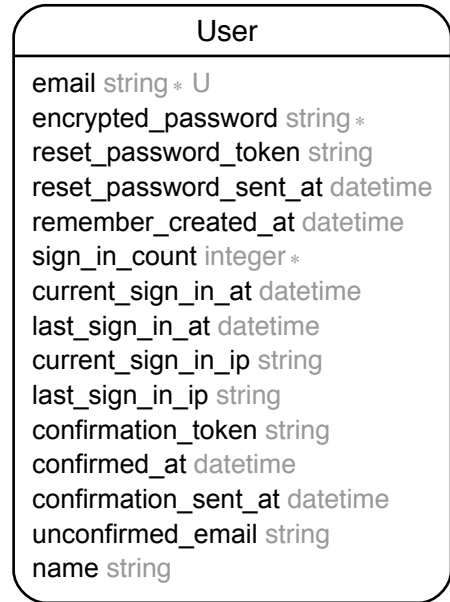 User
email string * U
encrypted_password string *
reset_password_token string
reset_password_sent_at datetime
remember_created_at datetime
sign_in_count integer *
current_sign_in_at datetime
last_sign_in_at datetime
current_sign_in_ip string
last_sign_in_ip string
confirmation_token string
confirmed_at datetime
confirmation_sent_at datetime
unconfirmed_email string
name string